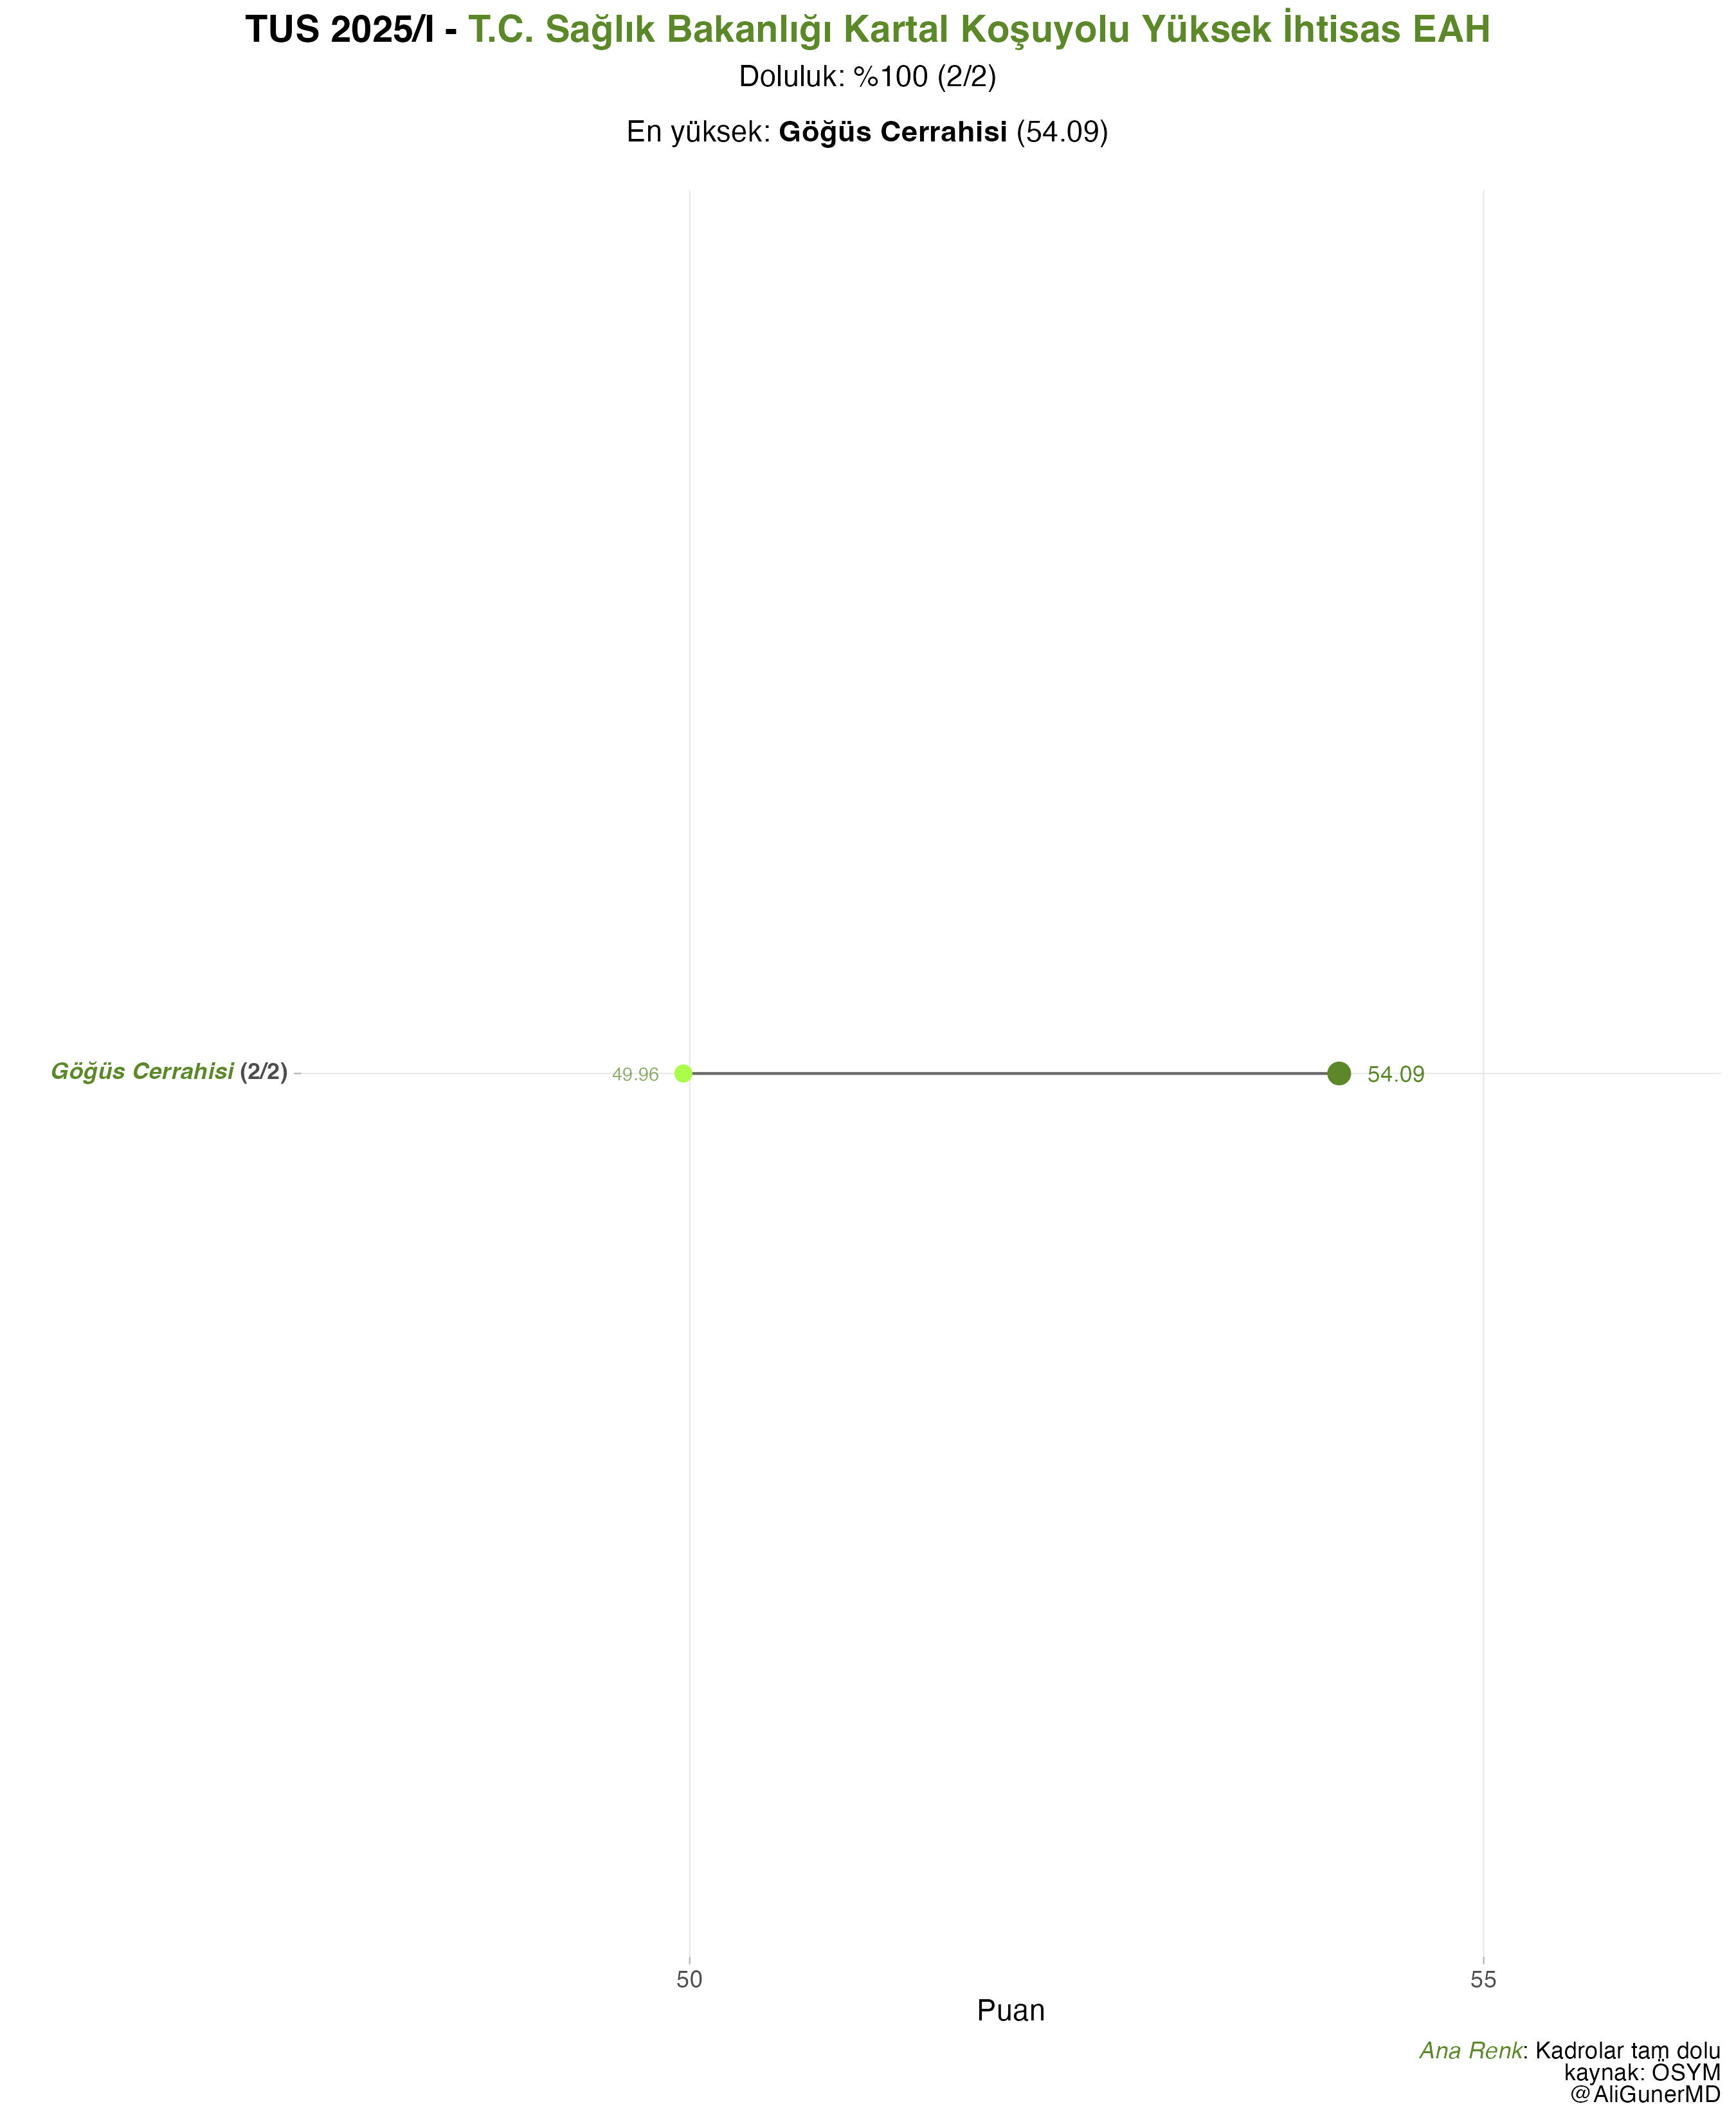 TUS 2025/I - T.C. Sağlık Bakanlığı Kartal Koşuyolu Yüksek İhtisas EAH
Doluluk: %100 (2/2)
En yüksek: Göğüs Cerrahisi (54.09)
Göğüs Cerrahisi (2/2)
49.96
54.09
50
55
Puan
Ana Renk: Kadrolar tam dolu
kaynak: ÖSYM
@AliGunerMD